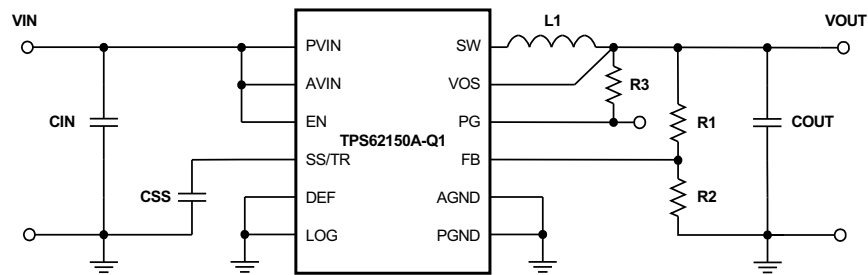 VIN
L1
VOUT
PVIN
SW
AVIN
VOS
R3
CIN
EN
PG
R1
COUT
TPS62150A-Q1
SS/TR
FB
CSS
DEF
AGND
R2
LOG
PGND